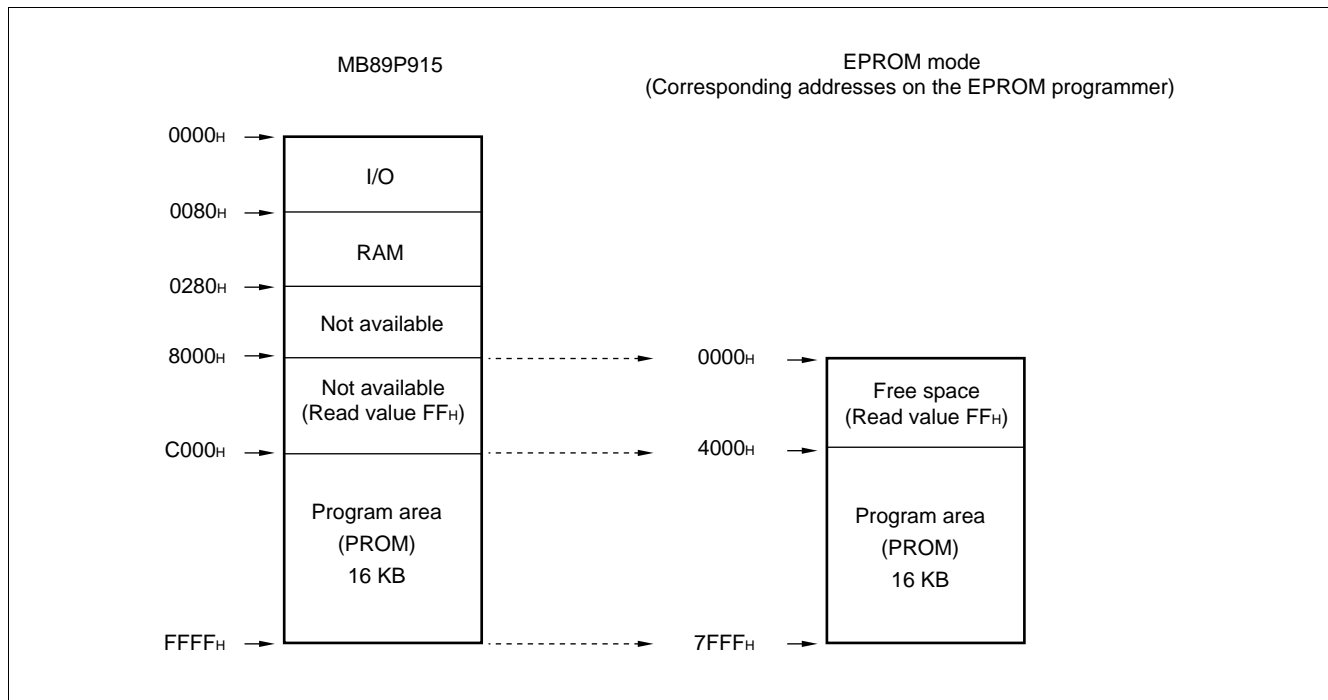 MB89P915
EPROM mode
(Corresponding addresses on the EPROM programmer)
0000H
I/O
0080H
RAM
0280H
Not available
8000H
0000H
Not available
(Read value FFH)
Free space
(Read value FFH)
C000H
4000H
Program area
(PROM)
16 KB
Program area
(PROM)
16 KB
FFFFH
7FFFH